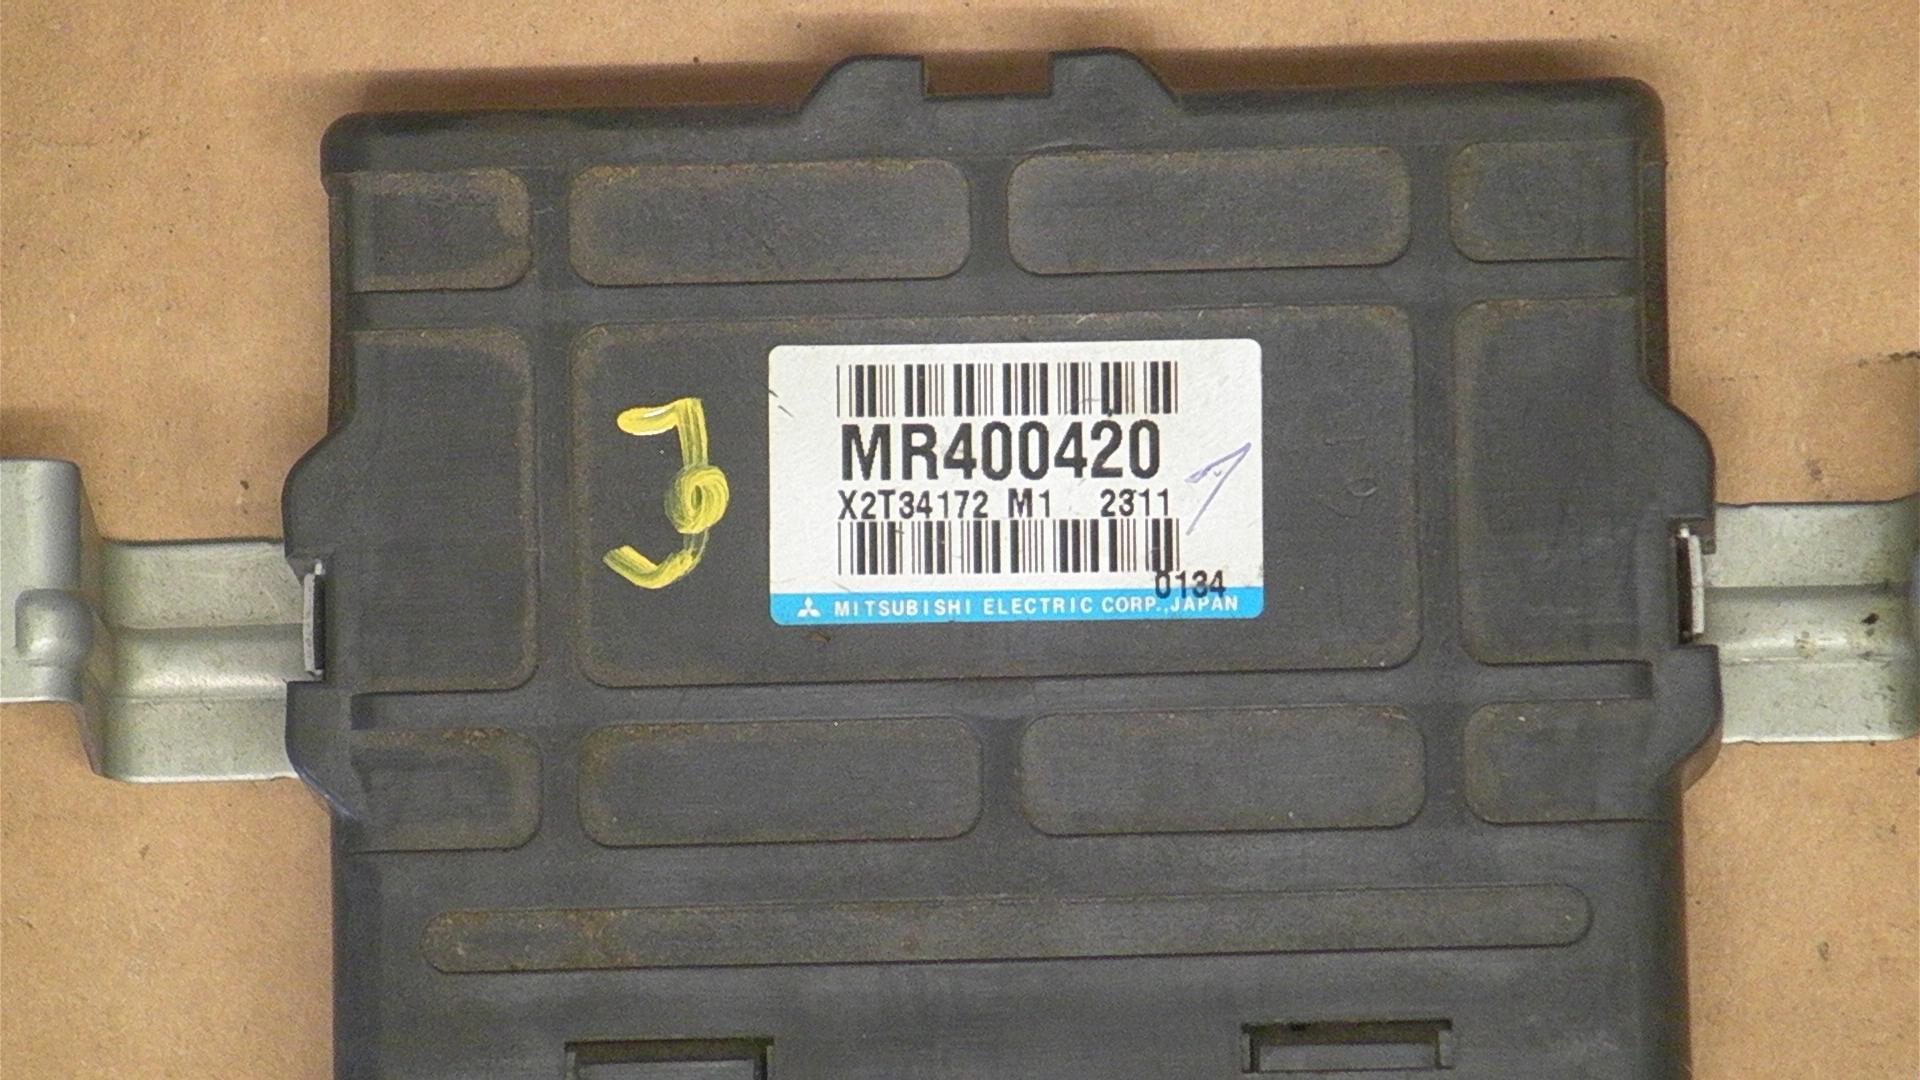 MR400420
X2T34172 M1 2311
0134
MITSUBISHI ELECTRIC CORP.,JAPAN